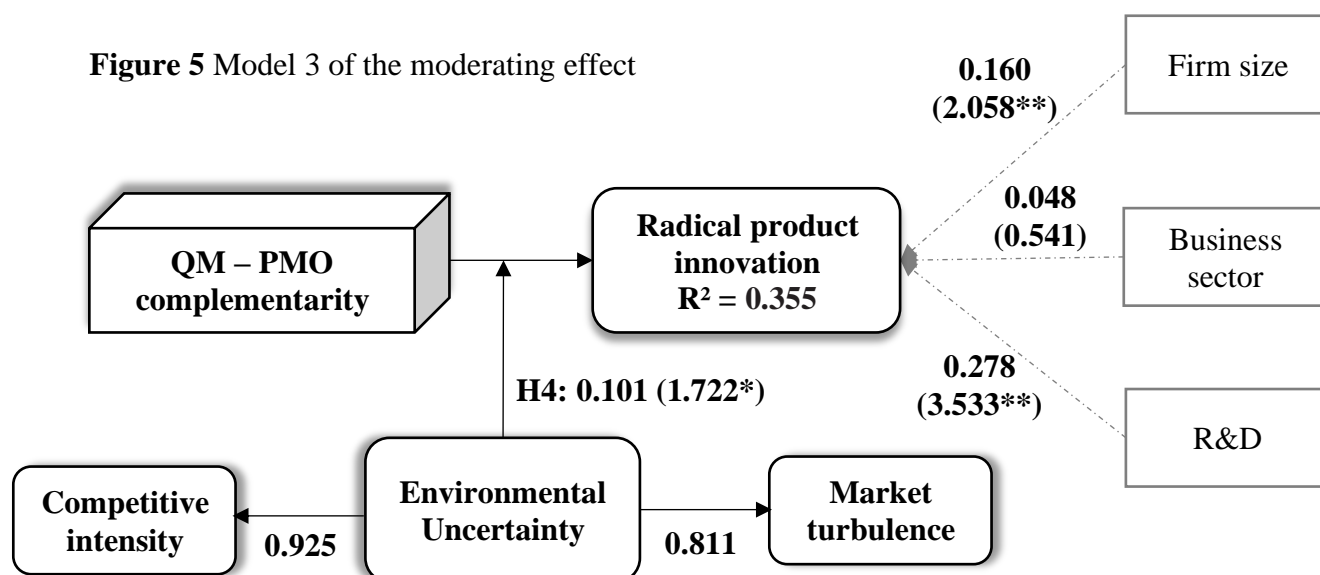 Figure 5 Model 3 of the moderating effect
0.160
(2.058**)
Firm size
QM – PMO
complementarity
Radical product
innovation
R² = 0.355
0.048
(0.541)
Business
sector
H4: 0.101 (1.722*)
0.278
(3.533**)
R&D
Competitive
intensity
0.925
Environmental
Uncertainty
0.811
Market
turbulence